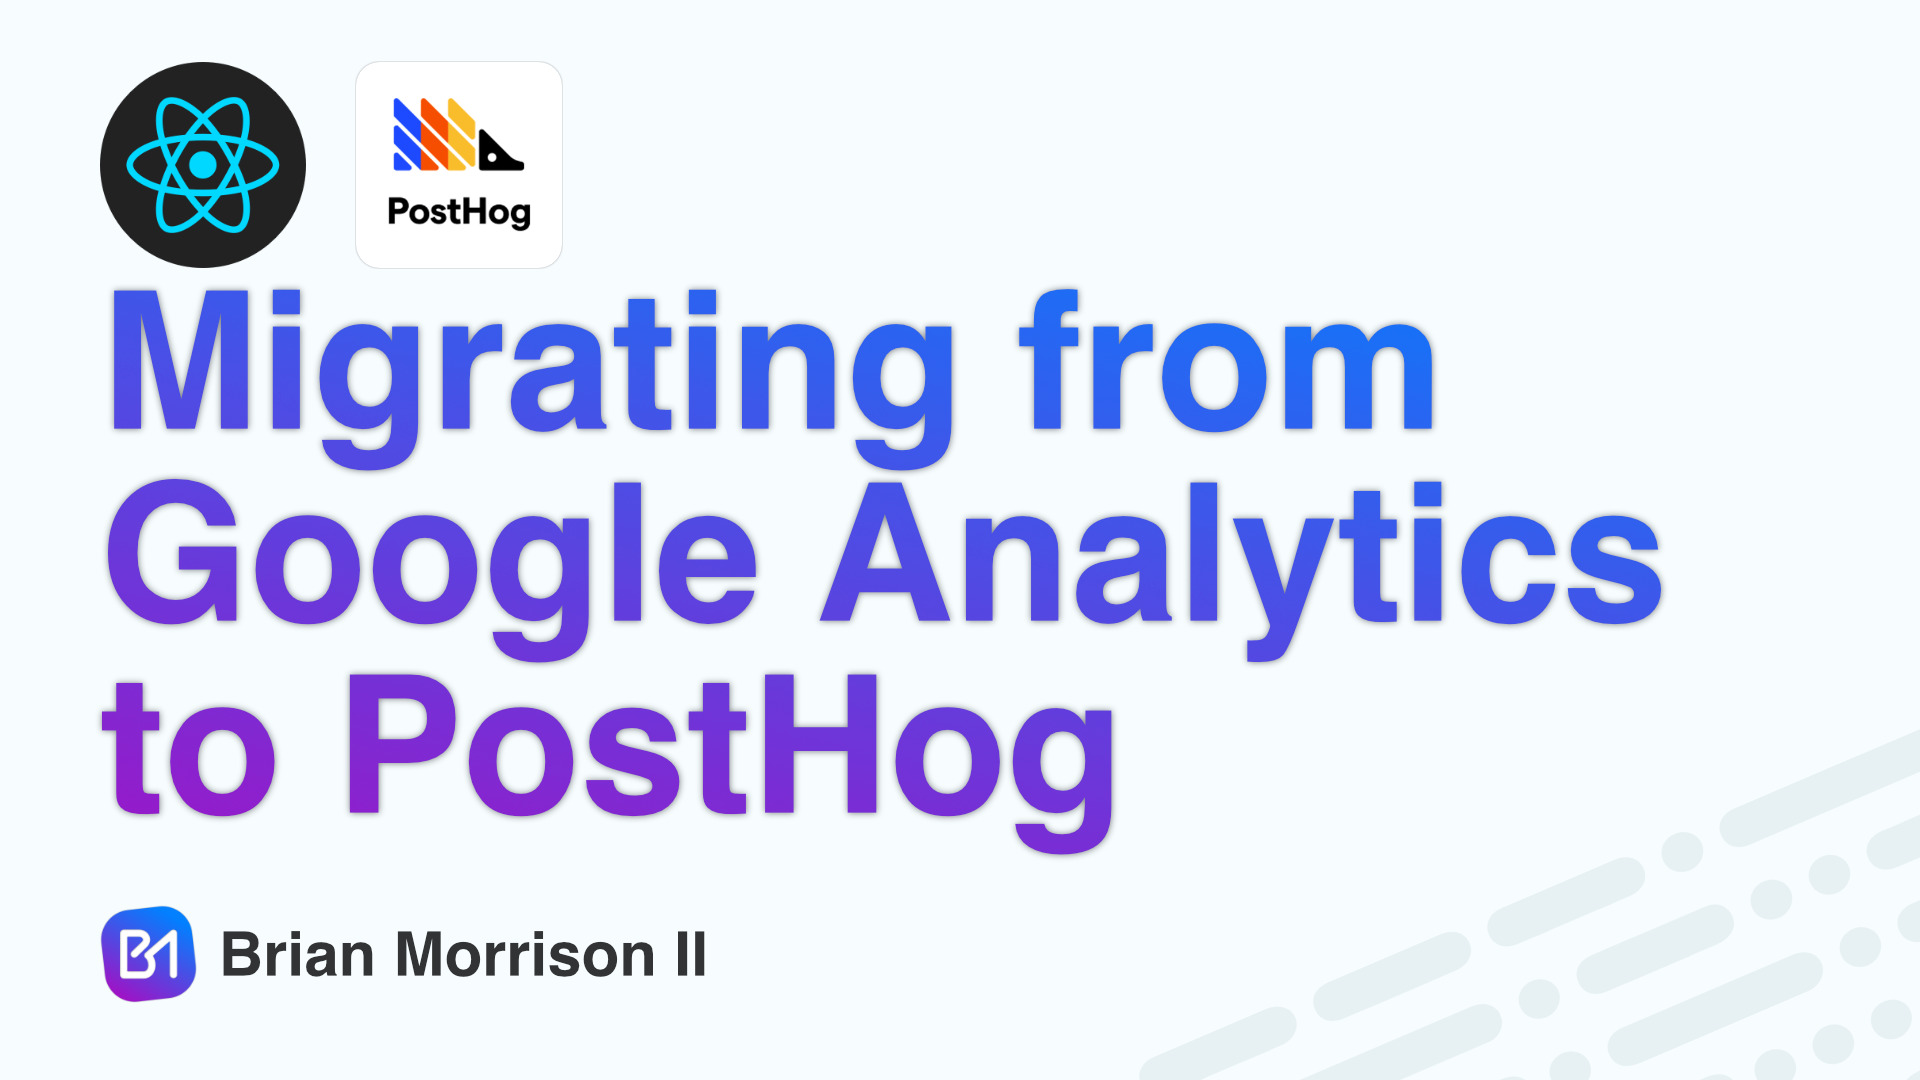 PostHog
Migrating from
Google Analytics
to PostHog
Brian Morrison II